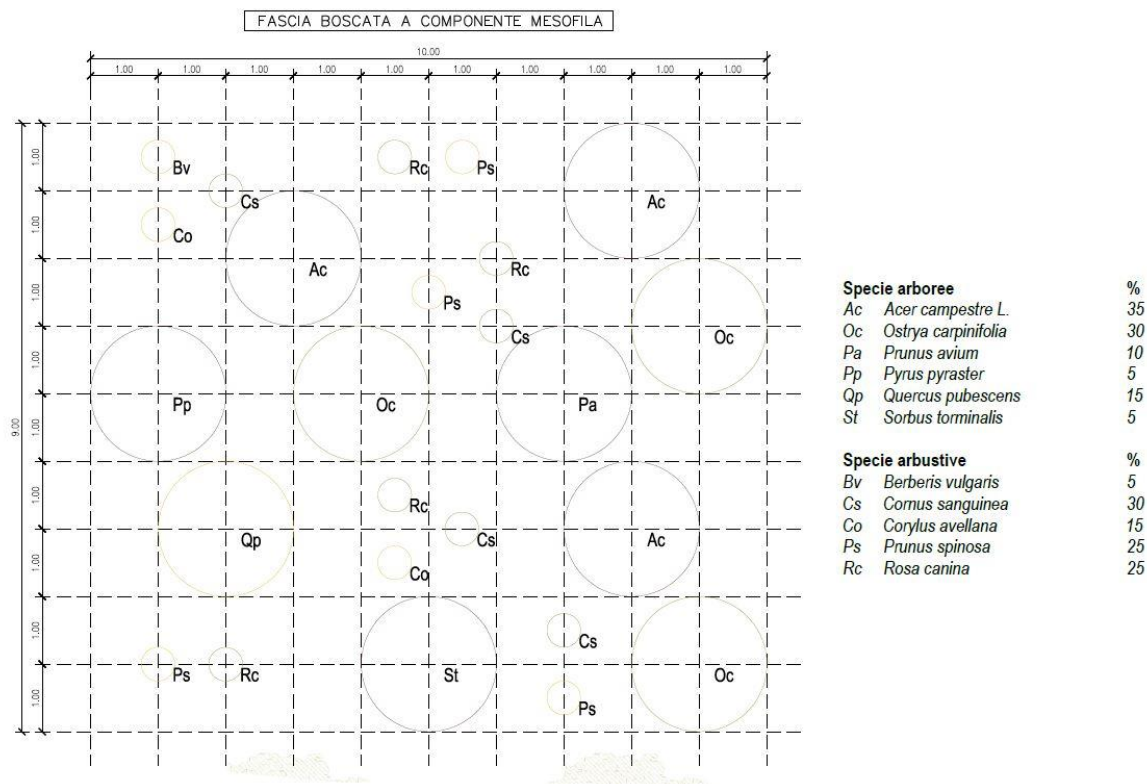 FASCIA BOSCATA A COMPONENTE MESOFILA
10.00
1.00 1.00 1.00 1.00 1.00 1.00 1.00 1.00 1.00 1.00
9.00
1.00
1.00
1.00
1.00
1.00
1.00
1.00
1.00
1.00
Bv Rc Ps
Cs Ac
Co
Ac Rc
Ps
Cs Oc
Pp Oc Pa
Rc
Qp Cs Ac
Co
Cs
Ps Rc St Oc
Ps
Specie arboree %
Ac Acer campestre L. 35
Oc Ostrya carpinifolia 30
Pa Prunus avium 10
Pp Pyrus pyraster 5
Qp Quercus pubescens 15
St Sorbus torminalis 5
Specie arbustive %
Bv Berberis vulgaris 5
Cs Cornus sanguinea 30
Co Corylus avellana 15
Ps Prunus spinosa 25
Rc Rosa canina 25